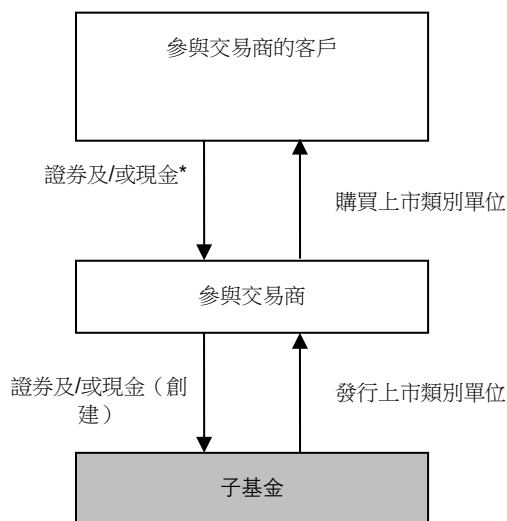 參與交易商的客戶
證券及/或現金*
購買上市類別單位
參與交易商
證券及/或現金（創
建）
發行上市類別單位
子基金